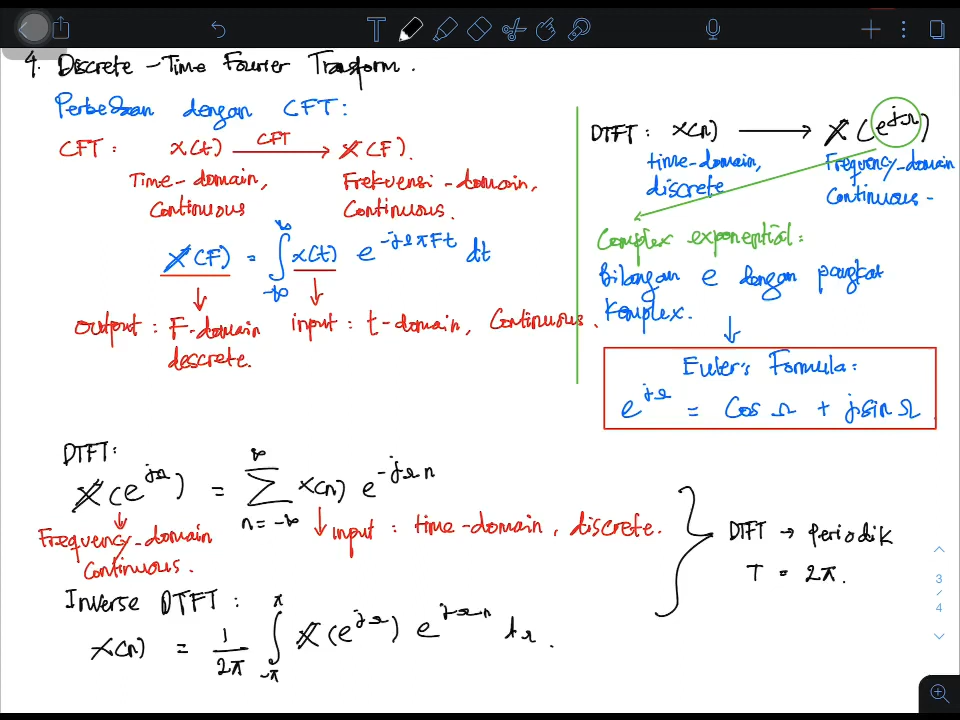 4. Discrete-Time Fourier Transform.
Perbedaan dengan CFT:
CFT: x(t) CFT → X(F).
Time-domain, Continuous
Frekuensi-domain, Continuous.
X(F) = ∫_{-∞}^{∞} x(t) e^{-j2πFt} dt
output: F-domain descrete.
input: t-domain, Continuous.
DTFT: x(n) → X(e^{jΩ})
time-domain, discrete
Frequency-domain Continuous-
Complex exponential:
Bilangan e dengan pangkat
komplex.
Euler's Formula:
e^{jΩ} = Cos Ω + j sin Ω
DTFT:
X(e^{jΩ}) = ∑_{n=-∞}^{∞} x(n) e^{-jΩn}
Frequency-domain Continuous.
input: time-domain, discrete.
Inverse DTFT:
x(n) = 1/2π ∫_{-π}^{π} X(e^{jΩ}) e^{jΩn} dΩ.
DTFT → periodik
T = 2π.
3/4